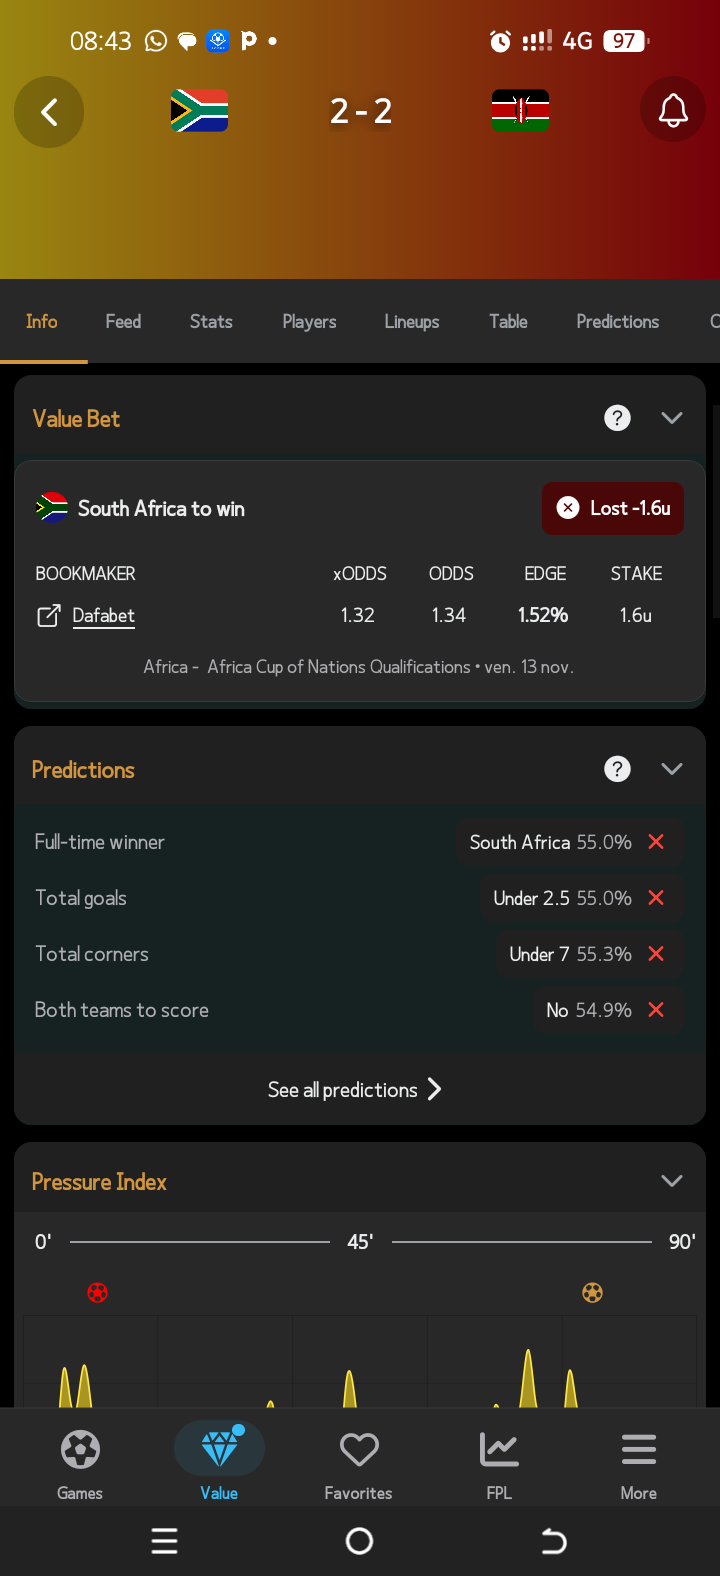 08:43
4G 97
2 - 2
Info Feed Stats Players Lineups Table Predictions
Value Bet ?
South Africa to win Lost -1.6u
BOOKMAKER xODDS ODDS EDGE STAKE
Dafabet 1.32 1.34 1.52% 1.6u
Africa - Africa Cup of Nations Qualifications • ven. 13 nov.
Predictions ?
Full-time winner South Africa 55.0%
Total goals Under 2.5 55.0%
Total corners Under 7 55.3%
Both teams to score No 54.9%
See all predictions
Pressure Index
0' 45' 90'
Games Value Favorites FPL More